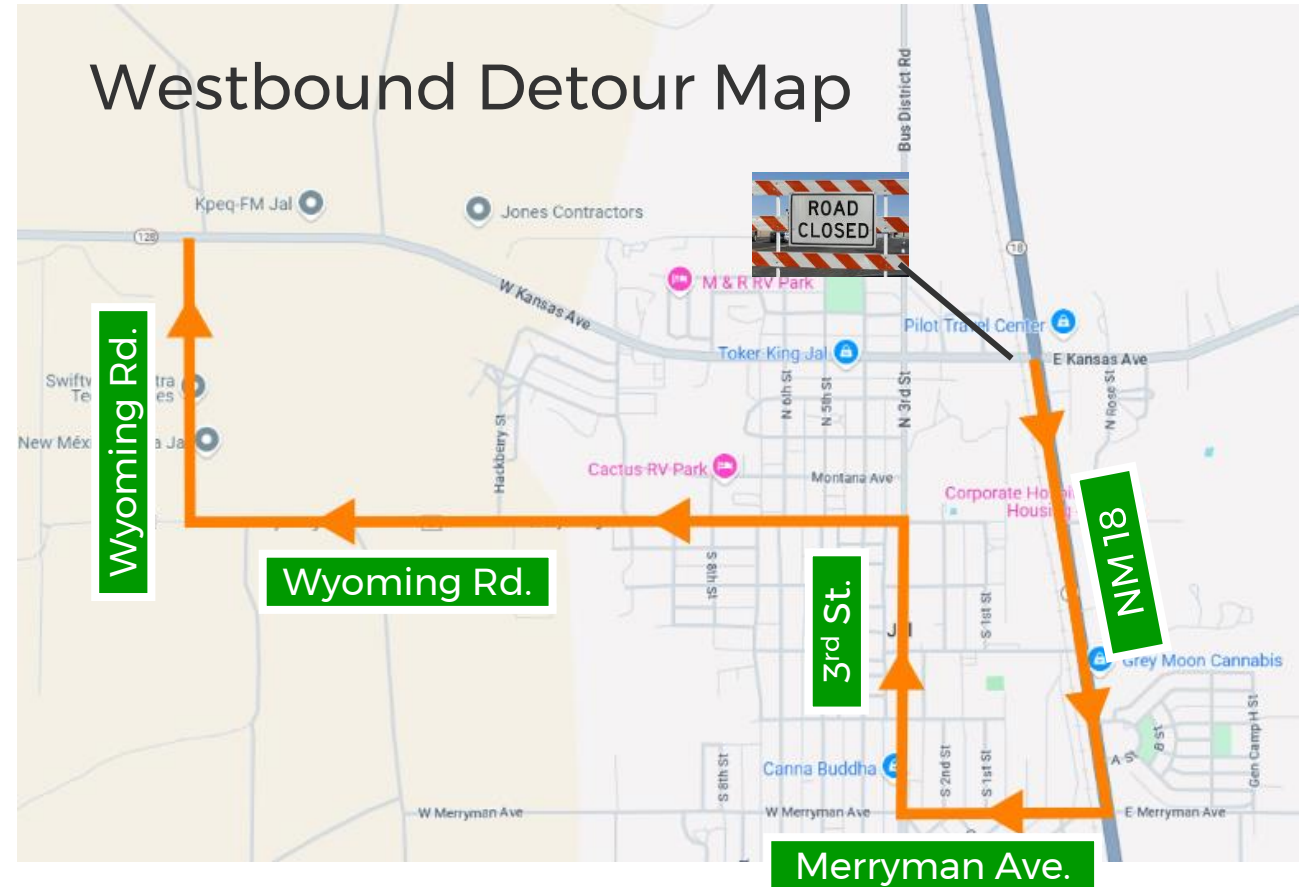 Westbound Detour Map
Bus District Rd
Kpeq-FM Jal
Jones Contractors
ROAD
CLOSED
128
18
W Kansas Ave
M & R RV Park
Pilot Travel Center
Toker King Jal
E Kansas Ave
N 6th St
N 5th St
N 3rd St
N Rose St
Wyoming Rd.
Hackberry St
Cactus RV Park
Montana Ave
Corporate
Wyoming Rd.
NM 18
S 8th St
3rd St.
S 1st St
Grey Moon Cannabis
Canna Buddha
S 8th St
S 2nd St
S 1st St
A St
B St
Gen Camp H St
W Merryman Ave
W Merryman Ave
E Merryman Ave
Merryman Ave.